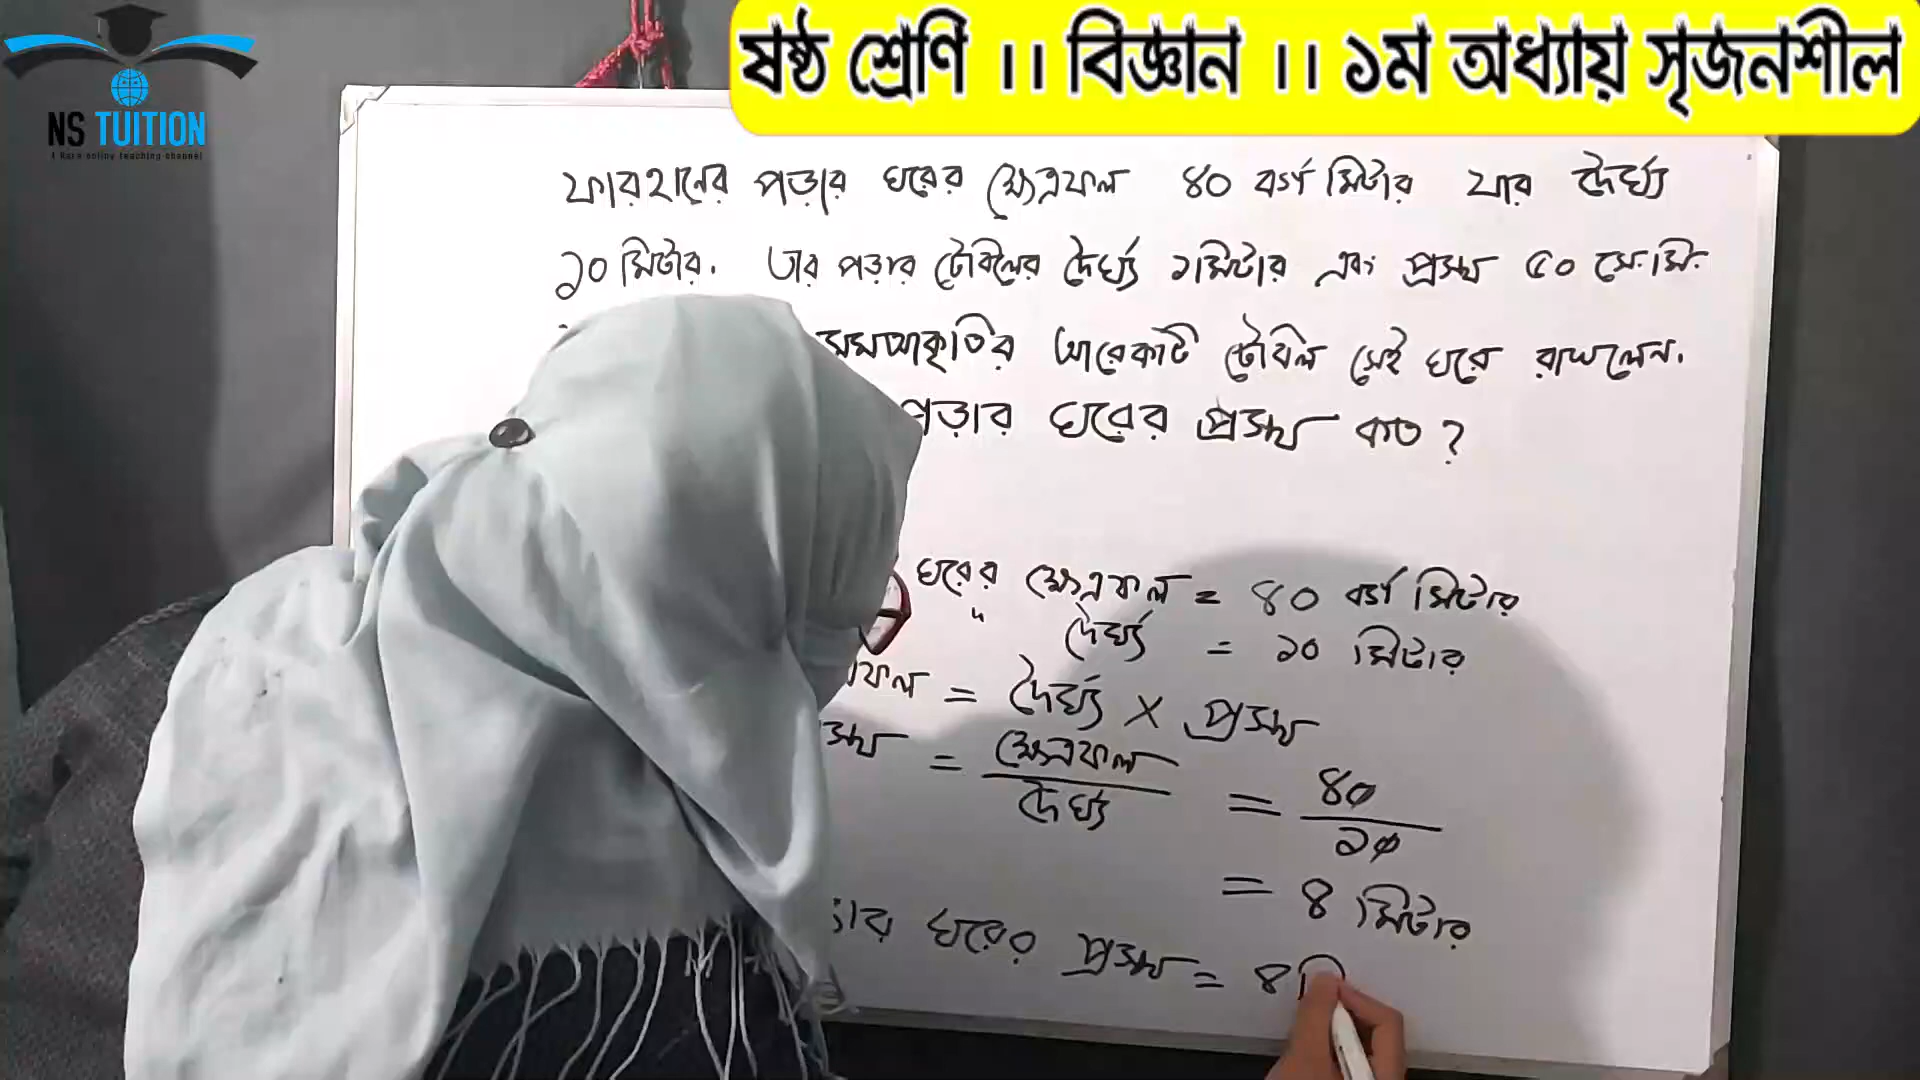 ষষ্ঠ শ্রেণি ।। বিজ্ঞান ।। ১ম অধ্যায় সৃজনশীল
NS TUITION
ফারহানের পড়ার ঘরের ক্ষেত্রফল ৪০ বর্গ মিটার যার দৈর্ঘ্য
১০ মিটার. তার পড়ার টেবিলের দৈর্ঘ্য ১মিটার এবং প্রস্থ ৫০ সে.মি.
সমআকৃতির আরেকটি টেবিল সেই ঘরে রাখলেন.
পড়ার ঘরের প্রস্থ কত ?
ঘরের ক্ষেত্রফল = ৪০ বর্গ মিটার
" দৈর্ঘ্য = ১০ মিটার
= দৈর্ঘ্য × প্রস্থ
= ক্ষেত্রফল = ৪০
দৈর্ঘ্য ১০
= ৪ মিটার
ঘরের প্রস্থ = ৪